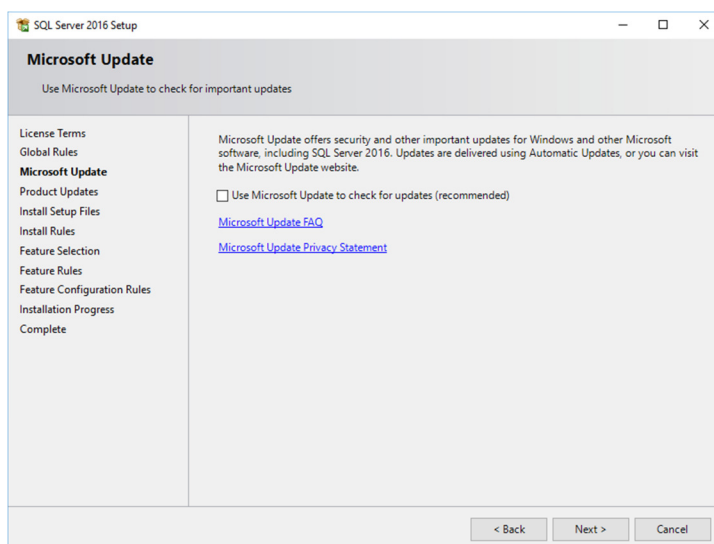 SQL Server 2016 Setup
Microsoft Update
Use Microsoft Update to check for important updates
License Terms
Global Rules
Microsoft Update
Product Updates
Install Setup Files
Install Rules
Feature Selection
Feature Rules
Feature Configuration Rules
Installation Progress
Complete
Microsoft Update offers security and other important updates for Windows and other Microsoft
software, including SQL Server 2016. Updates are delivered using Automatic Updates, or you can visit
the Microsoft Update website.
Use Microsoft Update to check for updates (recommended)
Microsoft Update FAQ
Microsoft Update Privacy Statement
< Back Next > Cancel